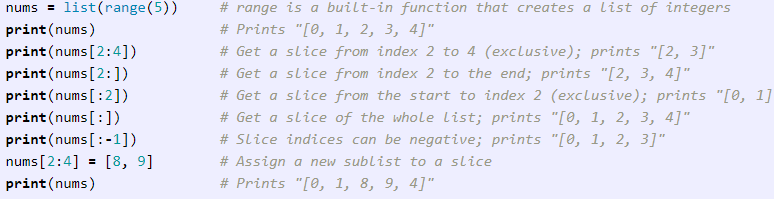 nums = list(range(5))    # range is a built-in function that creates a list of integers
print(nums)              # Prints "[0, 1, 2, 3, 4]"
print(nums[2:4])         # Get a slice from index 2 to 4 (exclusive); prints "[2, 3]"
print(nums[2:])          # Get a slice from index 2 to the end; prints "[2, 3, 4]"
print(nums[:2])          # Get a slice from the start to index 2 (exclusive); prints "[0, 1]
print(nums[:])           # Get a slice of the whole list; prints "[0, 1, 2, 3, 4]"
print(nums[:-1])         # Slice indices can be negative; prints "[0, 1, 2, 3]"
nums[2:4] = [8, 9]       # Assign a new sublist to a slice
print(nums)              # Prints "[0, 1, 8, 9, 4]"